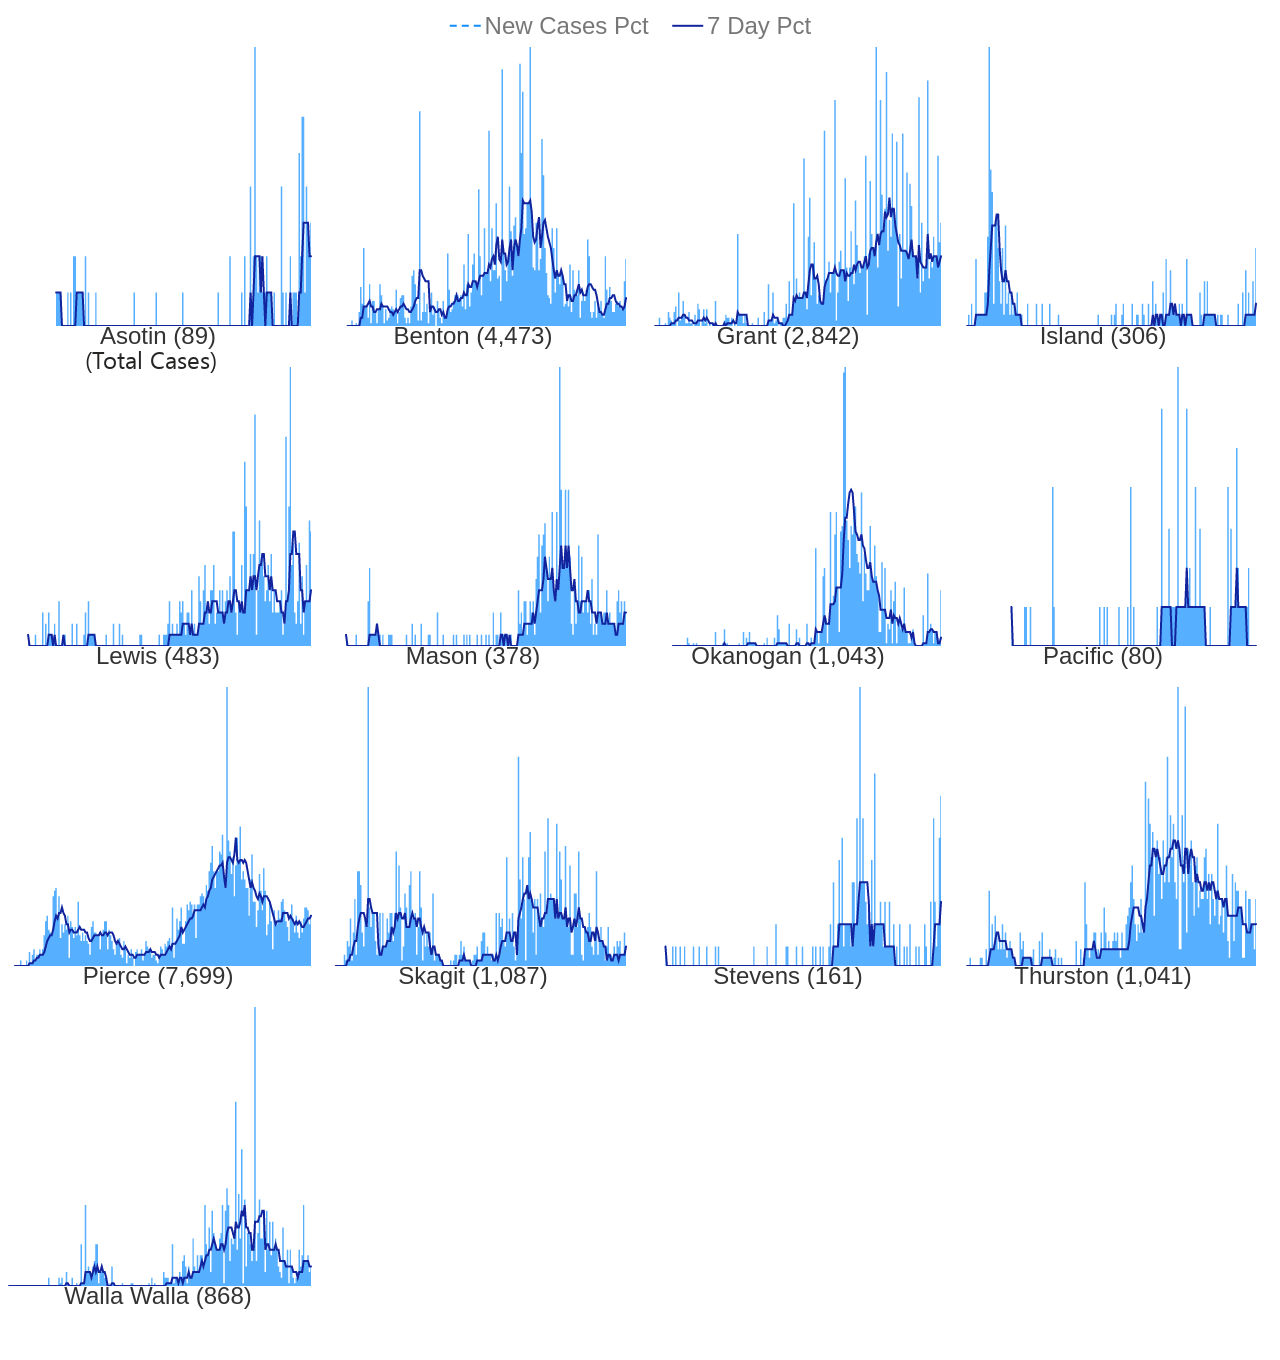 New Cases Pct 7 Day Pct
Asotin (89) Benton (4,473) Grant (2,842) Island (306)
(Total Cases)
Lewis (483) Mason (378) Okanogan (1,043) Pacific (80)
Pierce (7,699) Skagit (1,087) Stevens (161) Thurston (1,041)
Walla Walla (868)